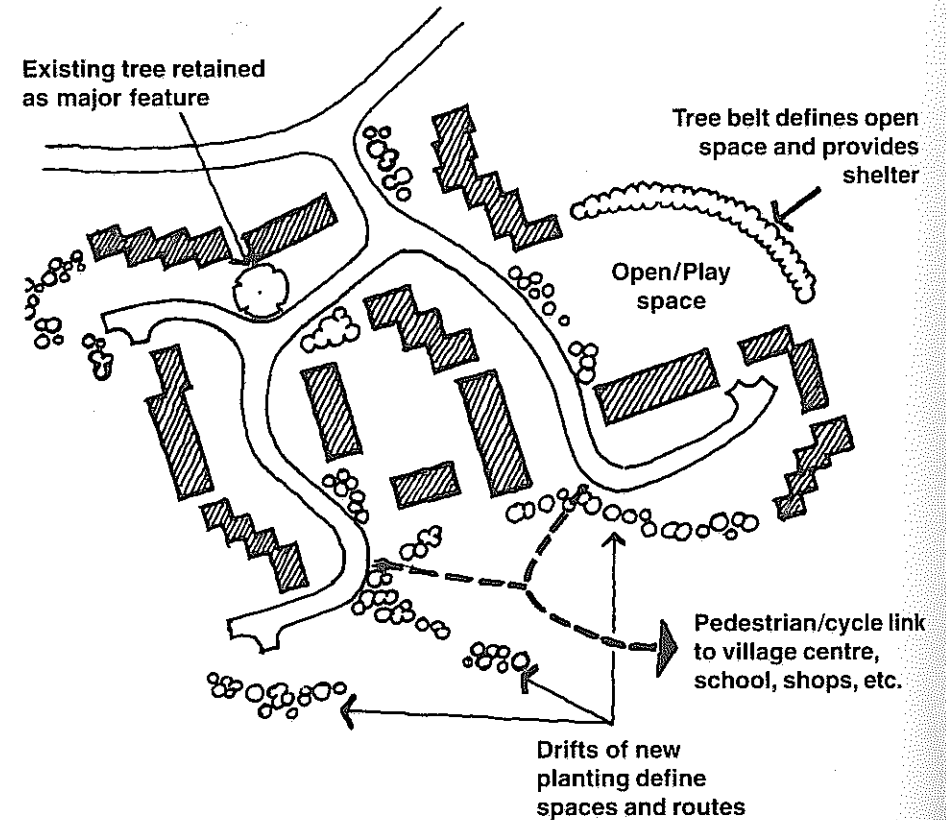 Existing tree retained
as major feature
Tree belt defines open
space and provides
shelter
Open/Play
space
Pedestrian/cycle link
to village centre,
school, shops, etc.
Drifts of new
planting define
spaces and routes